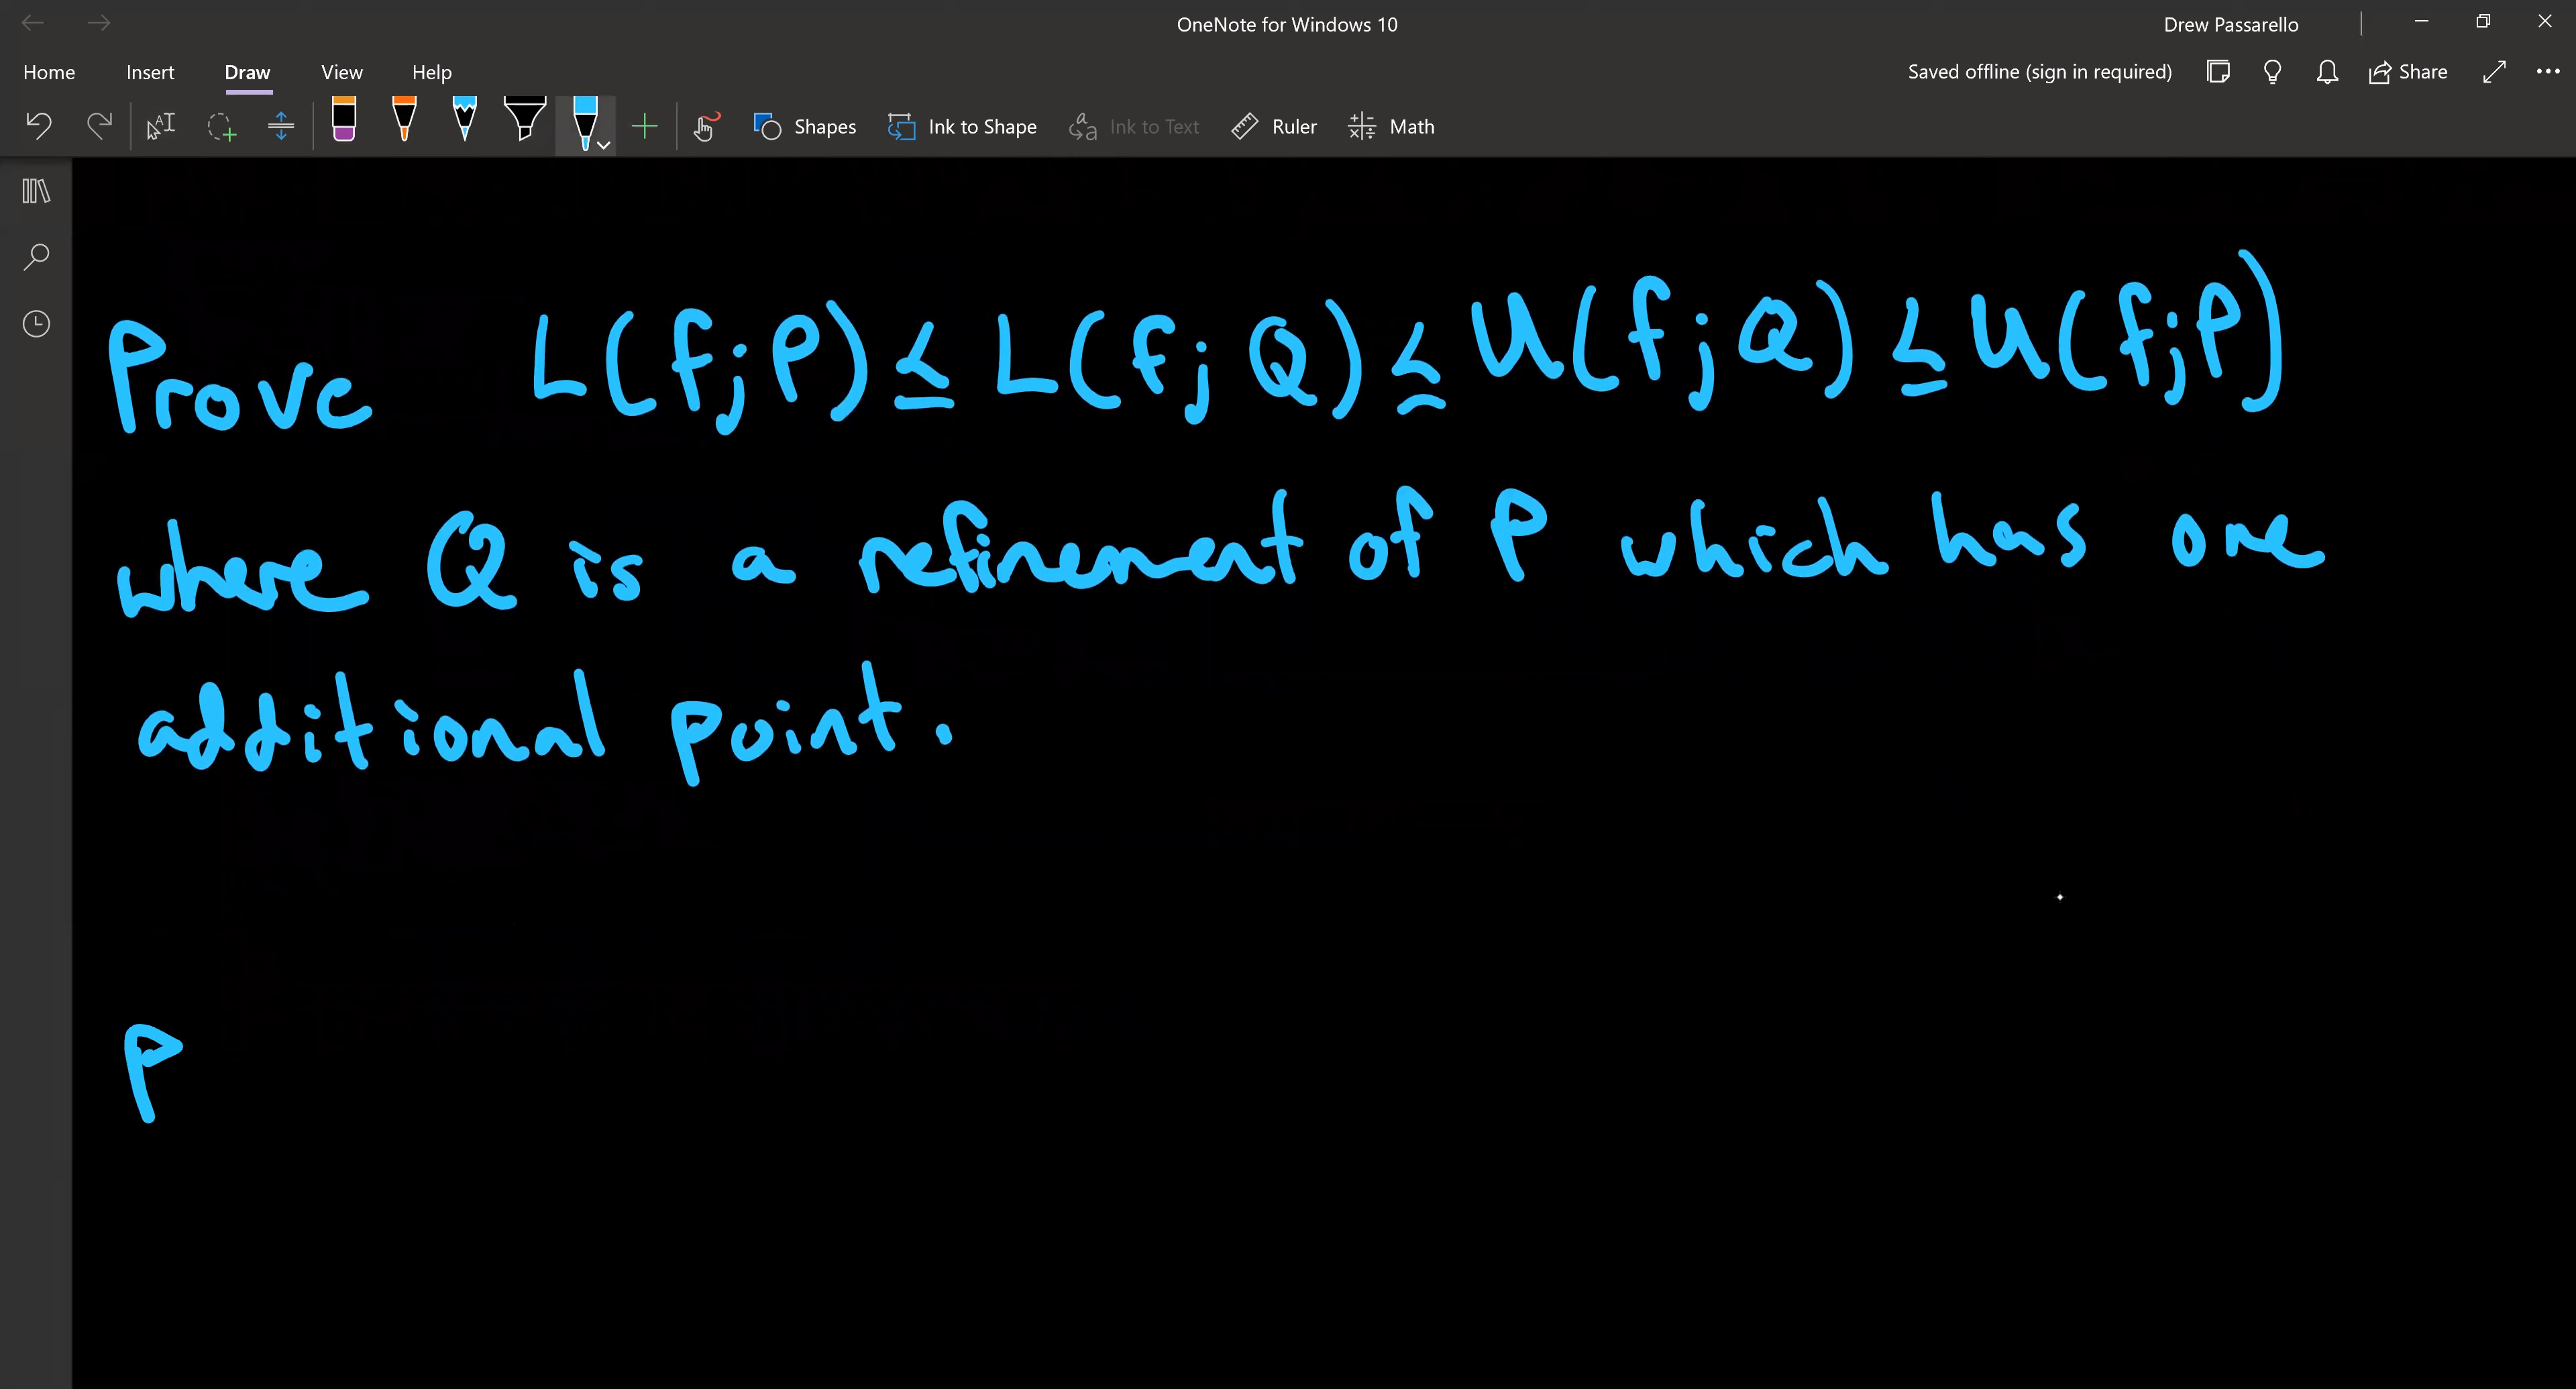 OneNote for Windows 10
Drew Passarello
Home Insert Draw View Help
Saved offline (sign in required) Share
Shapes Ink to Shape Ink to Text Ruler Math
Prove L(f;P) ≤ L(f;Q) ≤ U(f;Q) ≤ U(f;P)
where Q is a refinement of P which has one
additional point.
P